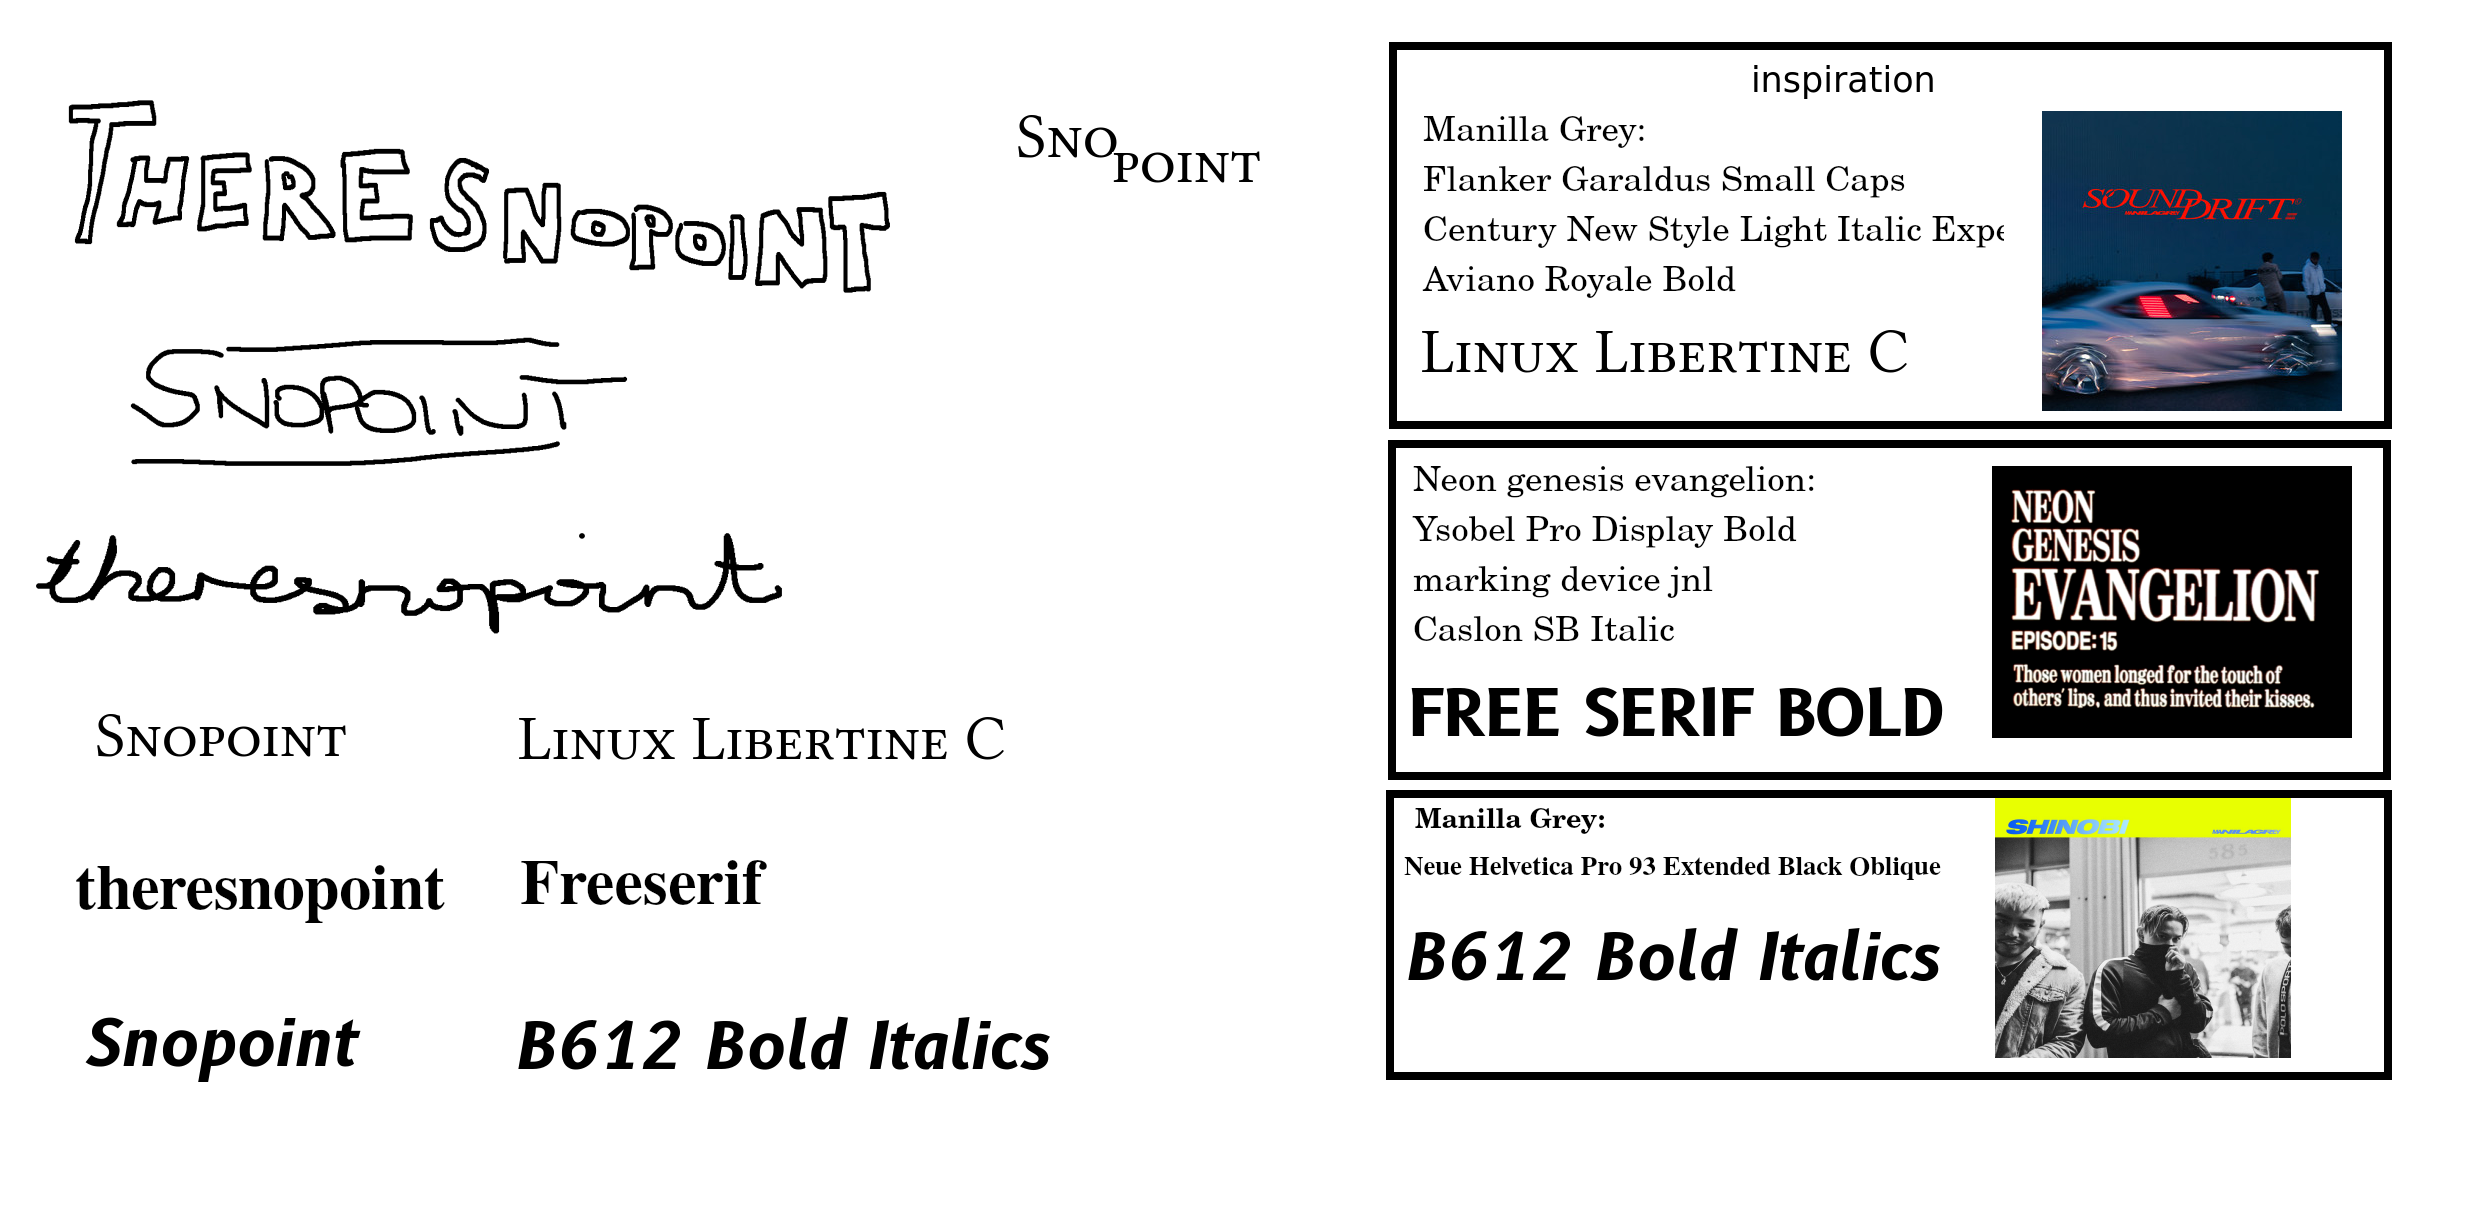 THERESNOPOINT
SNOPOINT
theresnopoint
SNOPOINT
SNOPOINT
LINUX LIBERTINE C
theresnopoint
Freeserif
Snopoint
B612 Bold Italics
inspiration
Manilla Grey:
Flanker Garaldus Small Caps
Century New Style Light Italic Expe
Aviano Royale Bold
LINUX LIBERTINE C
SOUNDDRIFT
Neon genesis evangelion:
Ysobel Pro Display Bold
marking device jnl
Caslon SB Italic
FREE SERIF BOLD
NEON
GENESIS
EVANGELION
EPISODE:15
Those women longed for the touch of
others' lips, and thus invited their kisses.
Manilla Grey:
Neue Helvetica Pro 93 Extended Black Oblique
B612 Bold Italics
SHINOBI
585
POLO SPORT